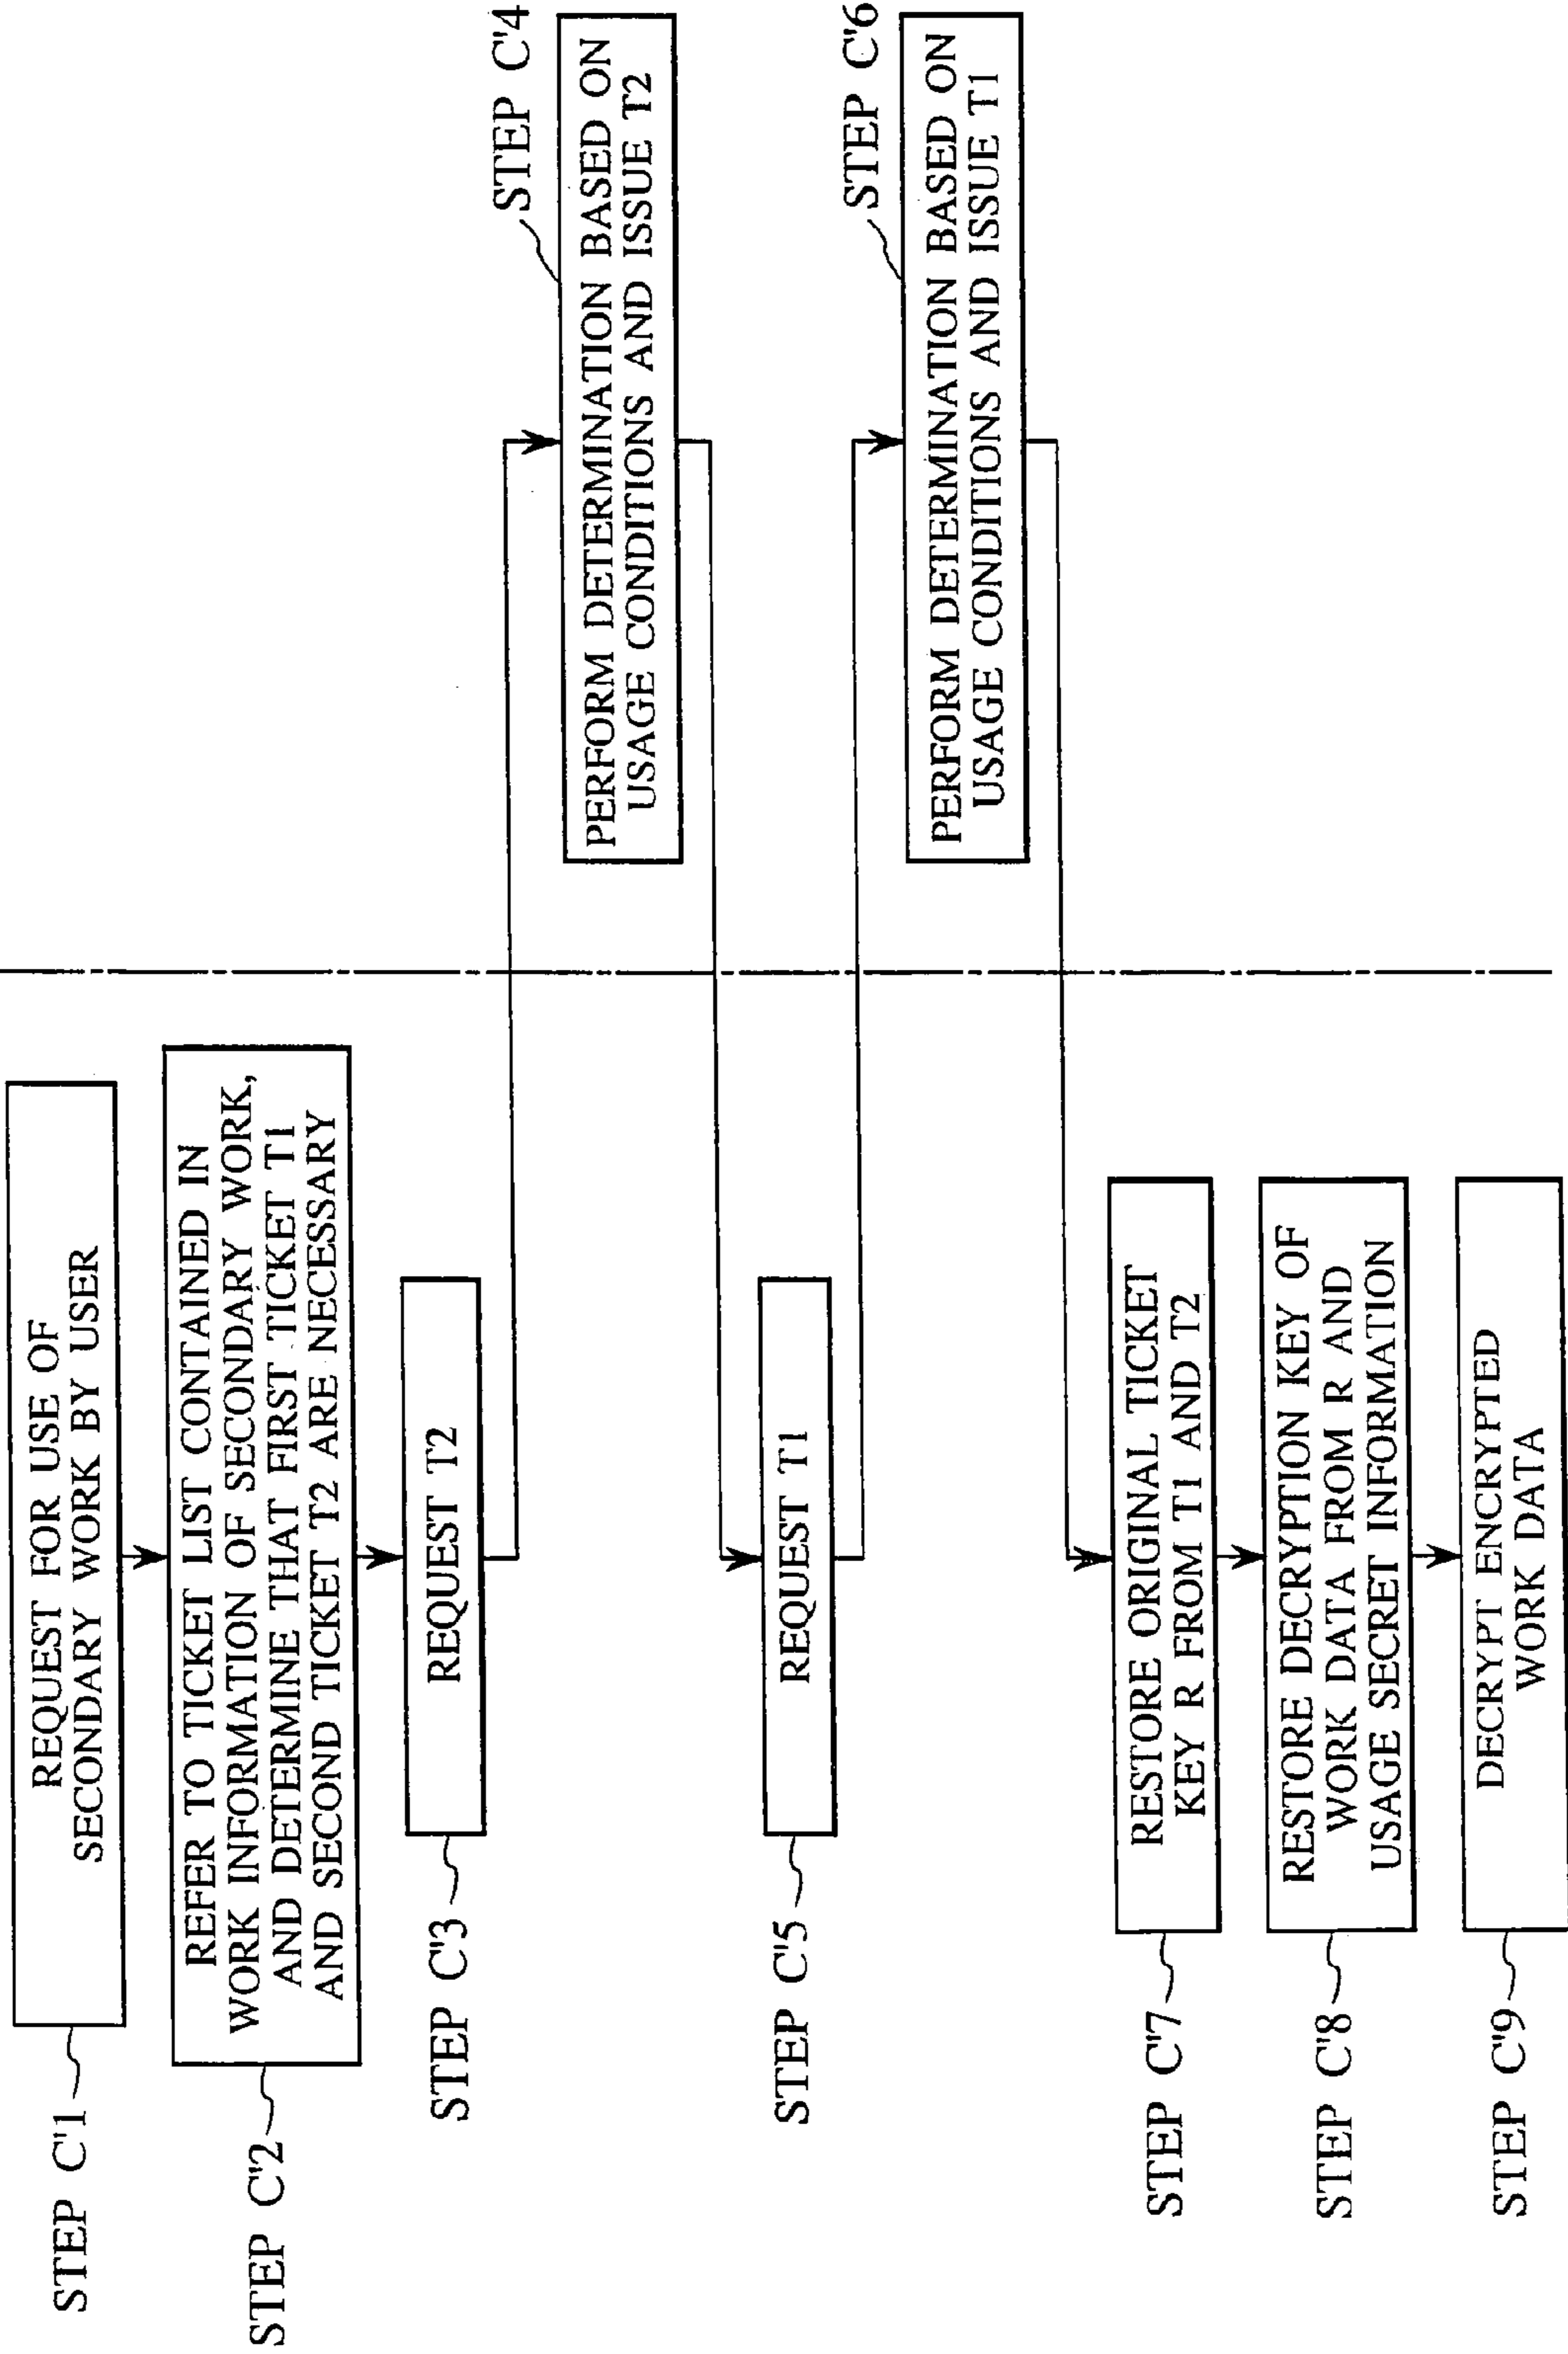 STEP C'1
REQUEST FOR USE OF
SECONDARY WORK BY USER
STEP C'2
REFER TO TICKET LIST CONTAINED IN
WORK INFORMATION OF SECONDARY WORK,
AND DETERMINE THAT FIRST TICKET T1
AND SECOND TICKET T2 ARE NECESSARY
STEP C'3
REQUEST T2
STEP C'4
PERFORM DETERMINATION BASED ON
USAGE CONDITIONS AND ISSUE T2
STEP C'5
REQUEST T1
STEP C'6
PERFORM DETERMINATION BASED ON
USAGE CONDITIONS AND ISSUE T1
STEP C'7
RESTORE ORIGINAL TICKET
KEY R FROM T1 AND T2
STEP C'8
RESTORE DECRYPTION KEY OF
WORK DATA FROM R AND
USAGE SECRET INFORMATION
STEP C'9
DECRYPT ENCRYPTED
WORK DATA